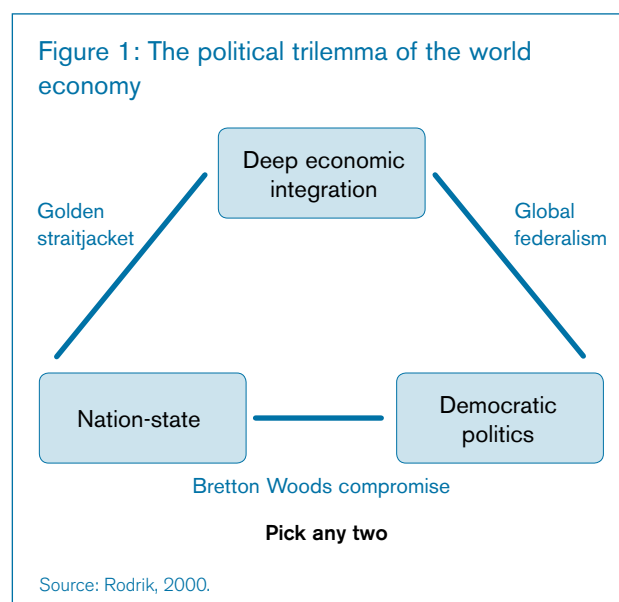 Figure 1: The political trilemma of the world
economy
Deep economic
integration
Golden
straitjacket
Global
federalism
Nation-state
Democratic
politics
Bretton Woods compromise
Pick any two
Source: Rodrik, 2000.